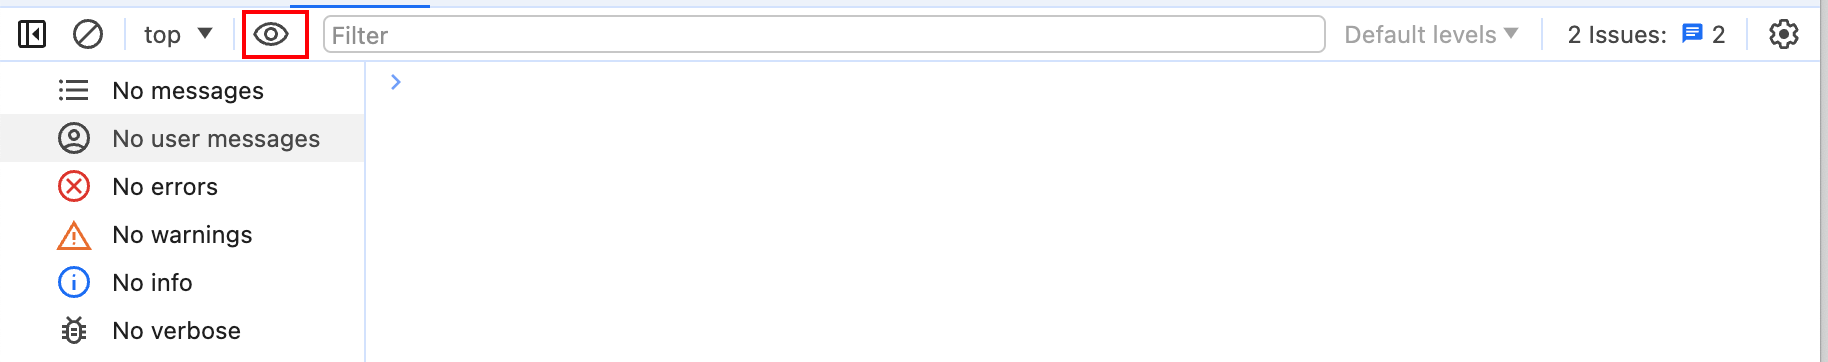 top Filter Default levels 2 Issues: 2
No messages
No user messages
No errors
No warnings
No info
No verbose